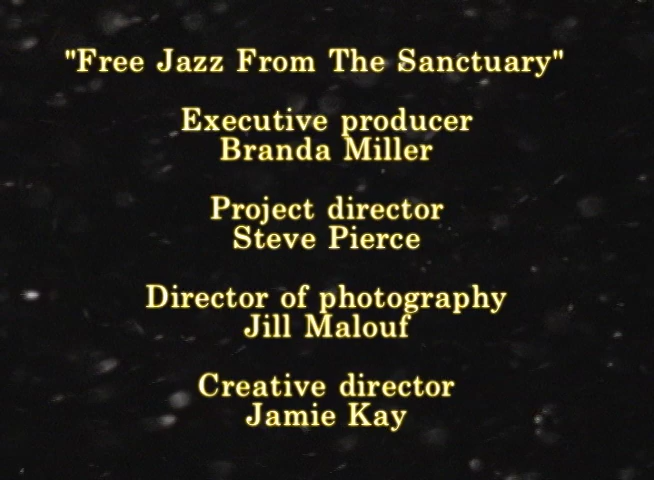 "Free Jazz From The Sanctuary"
Executive producer
Branda Miller
Project director
Steve Pierce
Director of photography
Jill Malouf
Creative director
Jamie Kay